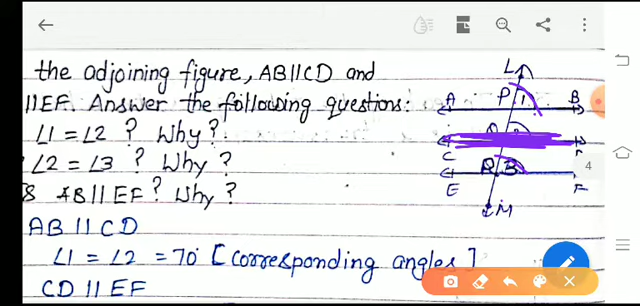 the adjoining figure, AB||CD and
||EF. Answer the following questions:
∠1 = ∠2 ? Why?
∠2 = ∠3 ? Why ?
AB||EF? Why ?
AB || CD
∠1 = ∠2 = 70° [corresponding angles]
CD || EF
L
P 1
A B
C
R 3
E F
M
4